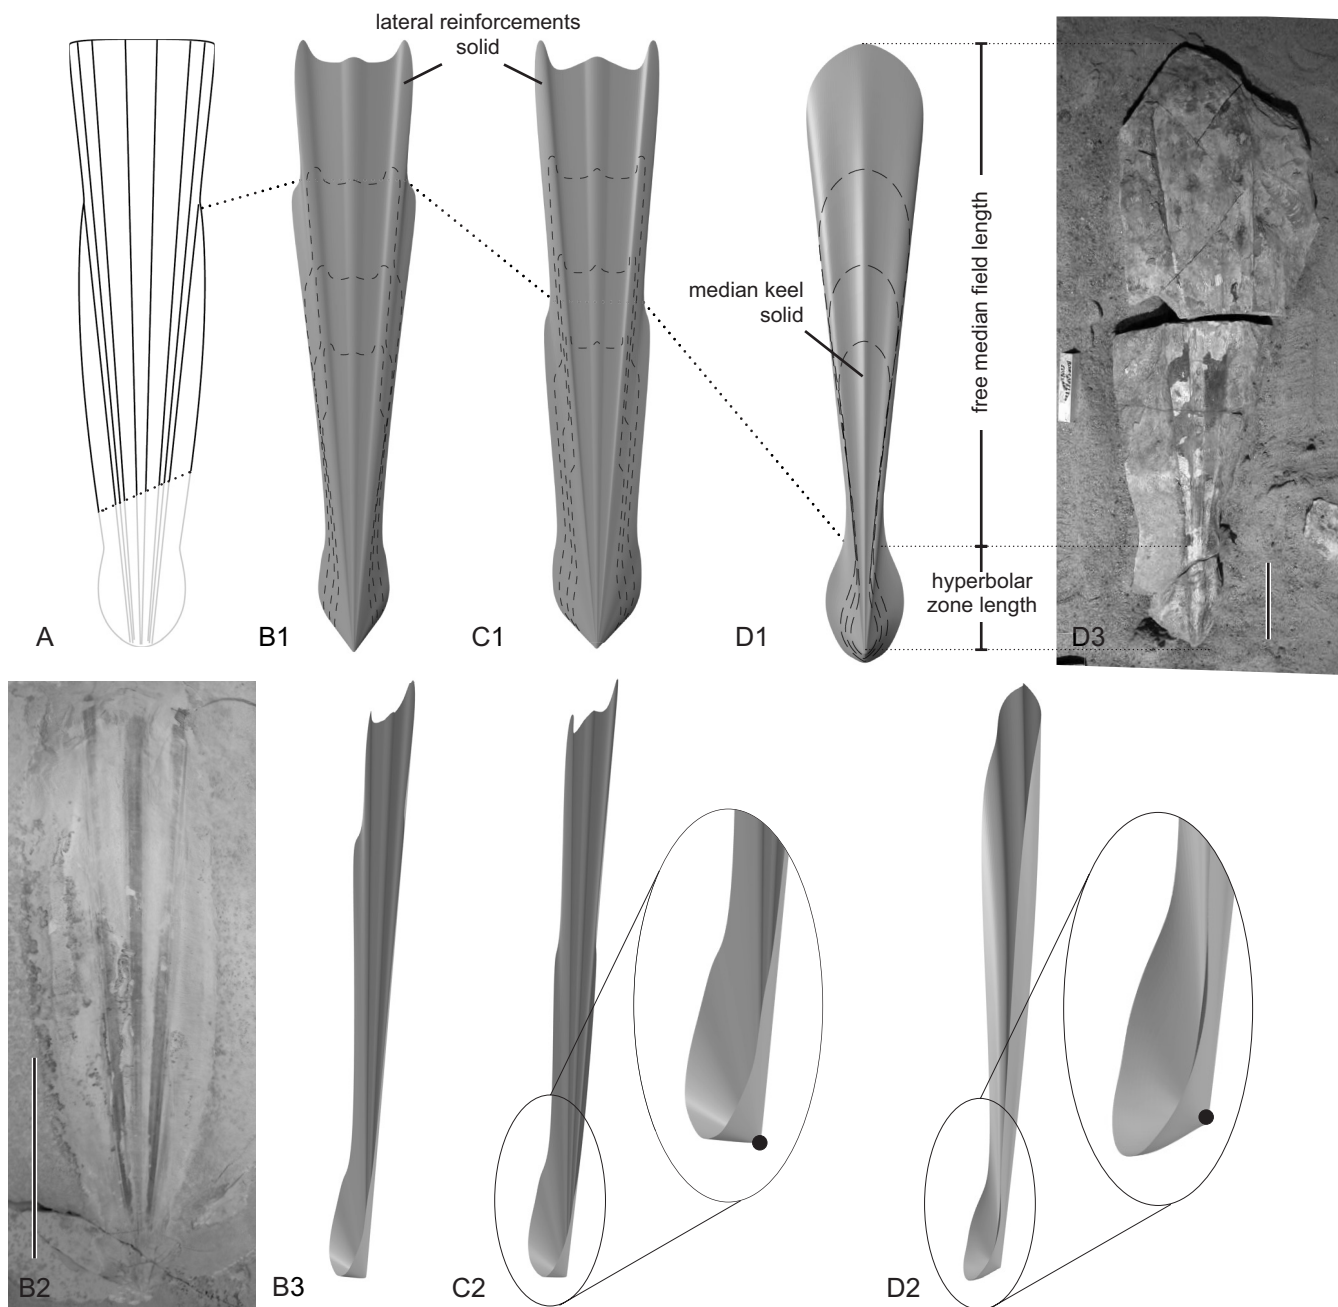 lateral reinforcements
solid
median keel
solid
free median field length
hyperbolar
zone length
A
B1
C1
D1
D3
B2
B3
C2
D2